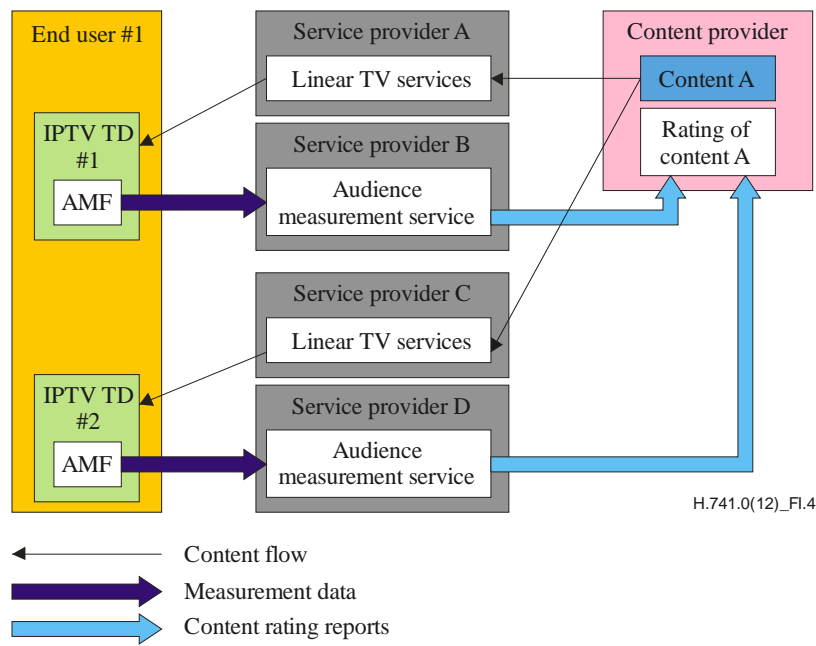 End user #1
Service provider A
Content provider
Linear TV services
Content A
IPTV TD
#1
AMF
Service provider B
Audience
measurement service
Rating of
content A
Service provider C
Linear TV services
IPTV TD
#2
AMF
Service provider D
Audience
measurement service
H.741.0(12)_FI.4
Content flow
Measurement data
Content rating reports